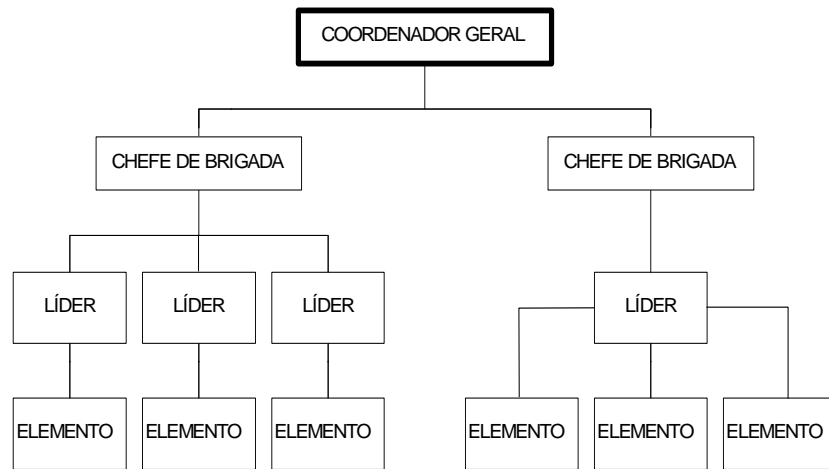 COORDENADOR GERAL
CHEFE DE BRIGADA
CHEFE DE BRIGADA
LÍDER
LÍDER
LÍDER
LÍDER
ELEMENTO
ELEMENTO
ELEMENTO
ELEMENTO
ELEMENTO
ELEMENTO